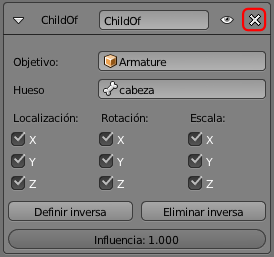 ChildOf ChildOf
Objetivo: Armature
Hueso cabeza
Localización: Rotación: Escala:
X X X
Y Y Y
Z Z Z
Definir inversa Eliminar inversa
Influencia: 1.000